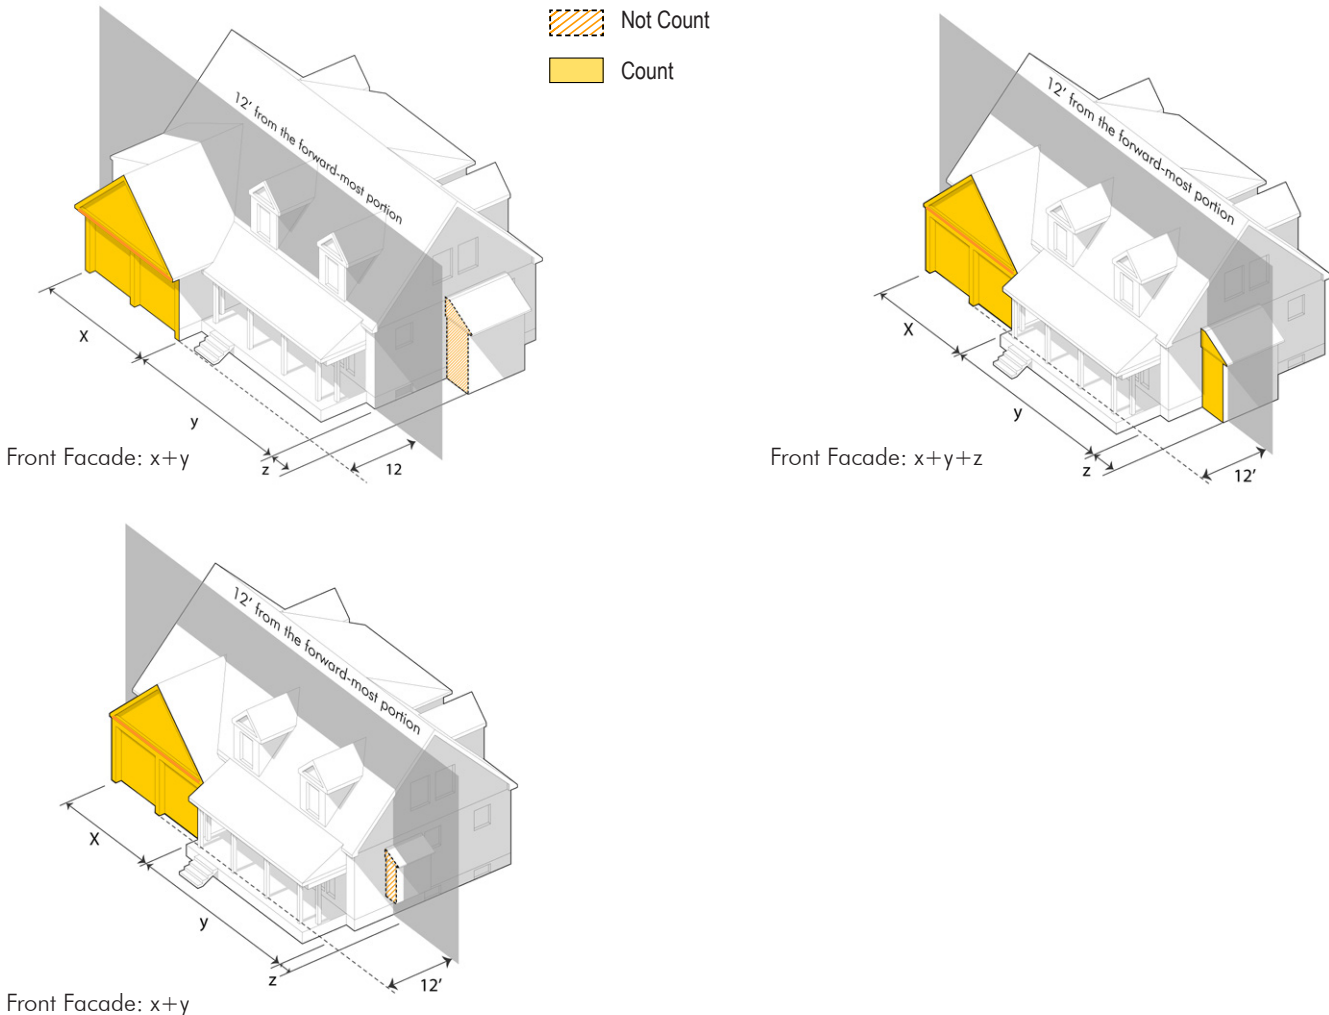 Not Count
Count
12' from the forward-most portion
X
y
z
12
Front Facade: x+y
12' from the forward-most portion
X
y
z
12'
Front Facade: x+y+z
12' from the forward-most portion
X
y
z
12'
Front Facade: x+y